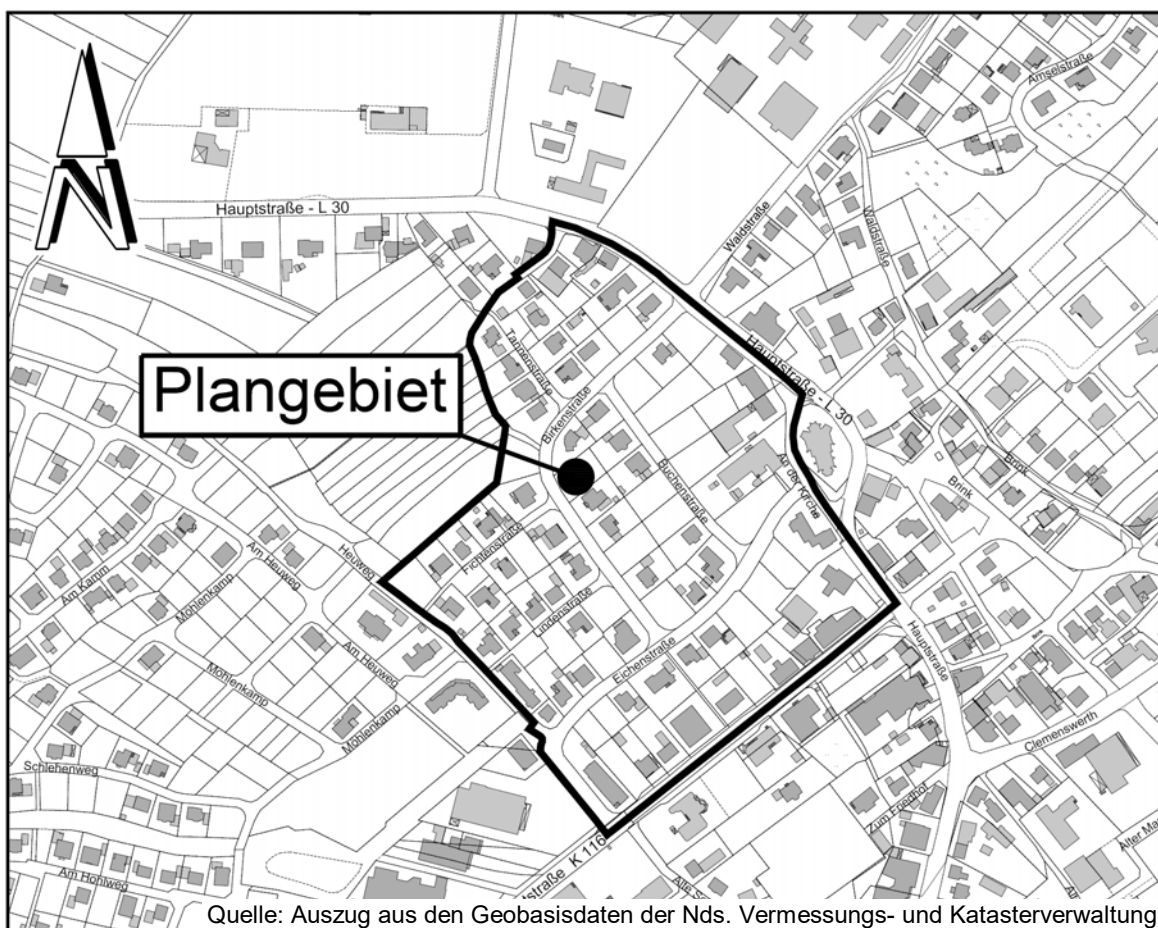 Amselstraße
Hauptstraße - L 30
Waldstraße
Waldstraße
N
Tannenstraße
Hauptstraße - L 30
Plangebiet
Birkenstraße
Buchenstraße
An der Kirche
Brink
Brink
Fichtenstraße
Heuweg
Am Heuweg
Am Kamm
Möhlenkamp
Lindenstraße
Hauptstraße
Eichenstraße
Am Heuweg
Möhlenkamp
Möhlenkamp
Clemenswerth
Schlehenweg
Zum Friedhof
straße K 116
Am Hohlweg
Quelle: Auszug aus den Geobasisdaten der Nds. Vermessungs- und Katasterverwaltung